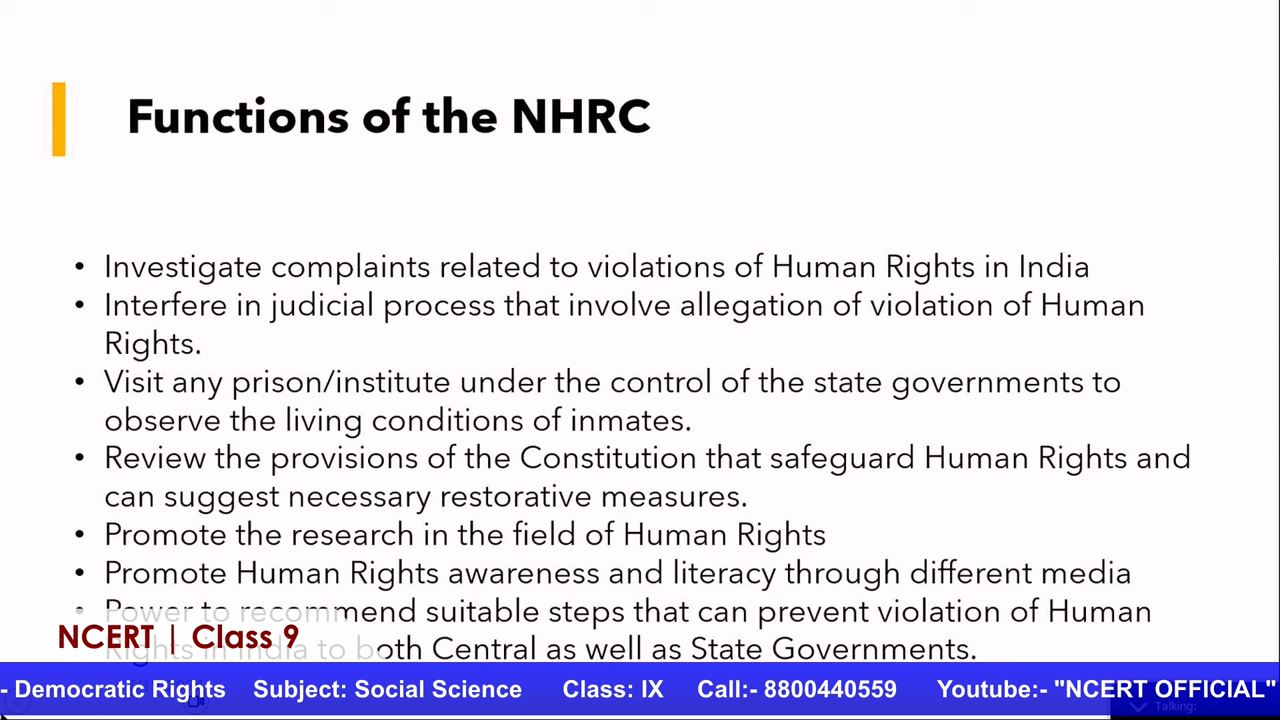 Functions of the NHRC
• Investigate complaints related to violations of Human Rights in India
• Interfere in judicial process that involve allegation of violation of Human
Rights.
• Visit any prison/institute under the control of the state governments to
observe the living conditions of inmates.
• Review the provisions of the Constitution that safeguard Human Rights and
can suggest necessary restorative measures.
• Promote the research in the field of Human Rights
• Promote Human Rights awareness and literacy through different media
• Power to recommend suitable steps that can prevent violation of Human
Rights in India to both Central as well as State Governments.
NCERT | Class 9
- Democratic Rights Subject: Social Science Class: IX Call:- 8800440559 Youtube:- "NCERT OFFICIAL"
Talking: